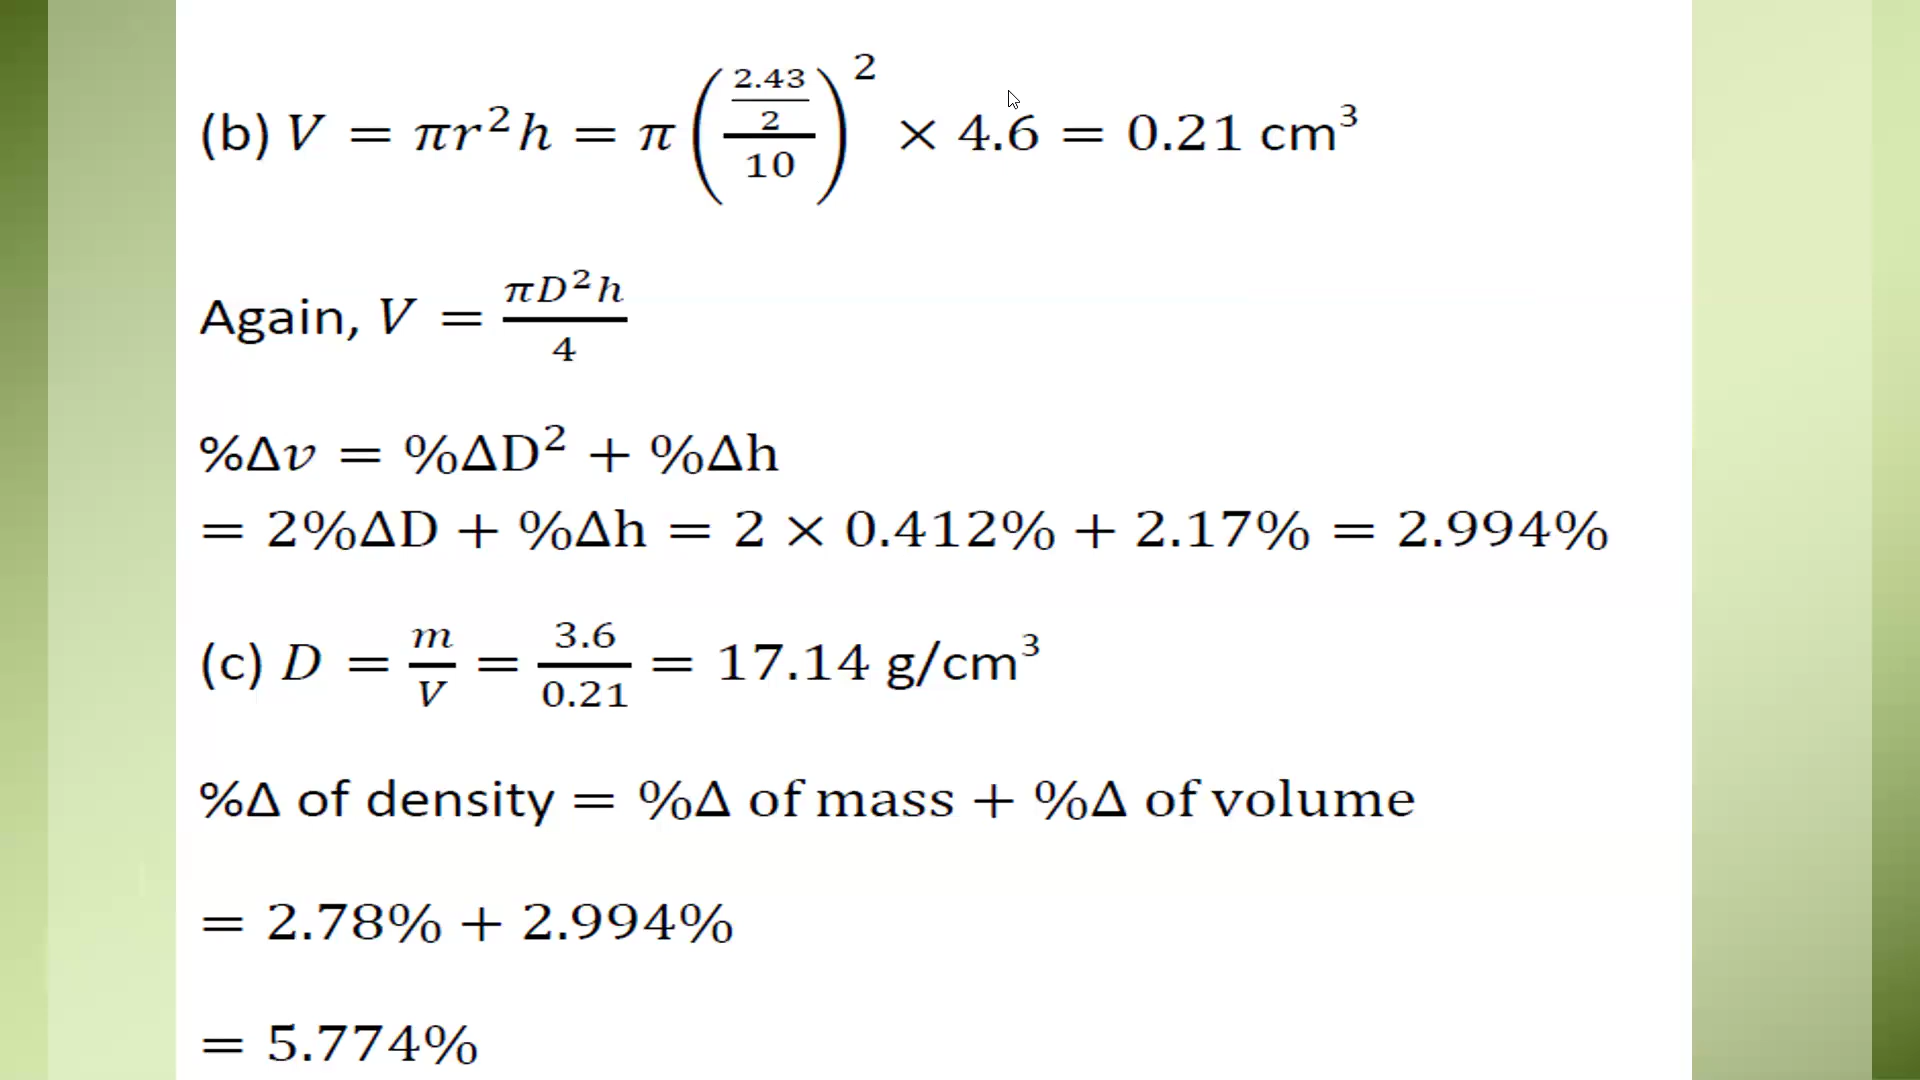 (b) V = πr²h = π((2.43/2)/10)² × 4.6 = 0.21 cm³
Again, V = πD²h/4
%Δv = %ΔD² + %Δh
= 2%ΔD + %Δh = 2 × 0.412% + 2.17% = 2.994%
(c) D = m/V = 3.6/0.21 = 17.14 g/cm³
%Δ of density = %Δ of mass + %Δ of volume
= 2.78% + 2.994%
= 5.774%